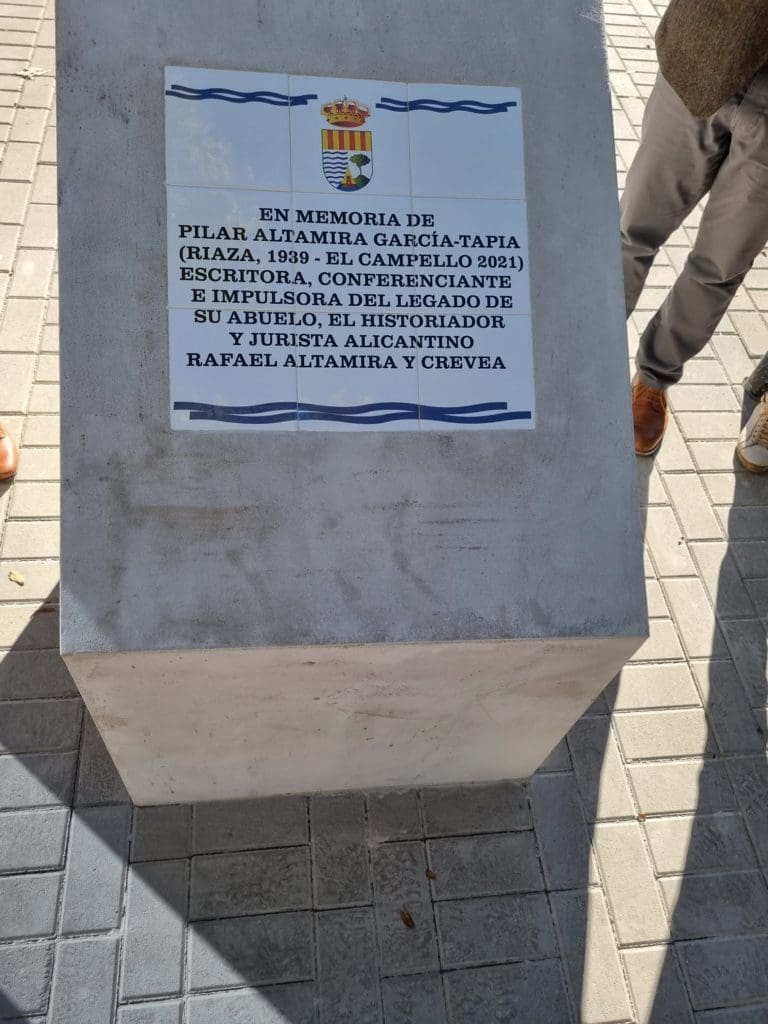 EN MEMORIA DE
PILAR ALTAMIRA GARCÍA-TAPIA
(RIAZA, 1939 - EL CAMPELLO 2021)
ESCRITORA, CONFERENCIANTE
E IMPULSORA DEL LEGADO DE
SU ABUELO, EL HISTORIADOR
Y JURISTA ALICANTINO
RAFAEL ALTAMIRA Y CREVEA